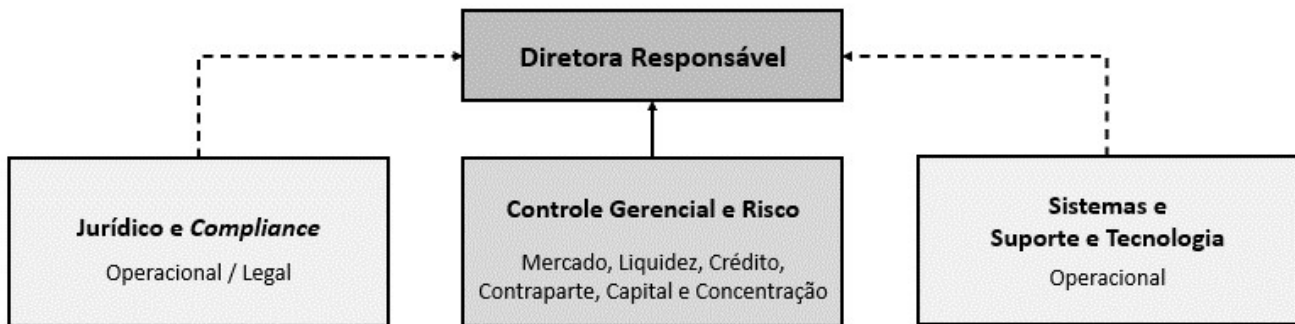 Diretora Responsável
Jurídico e Compliance
Operacional / Legal
Controle Gerencial e Risco
Mercado, Liquidez, Crédito,
Contraparte, Capital e Concentração
Sistemas e
Suporte e Tecnologia
Operacional